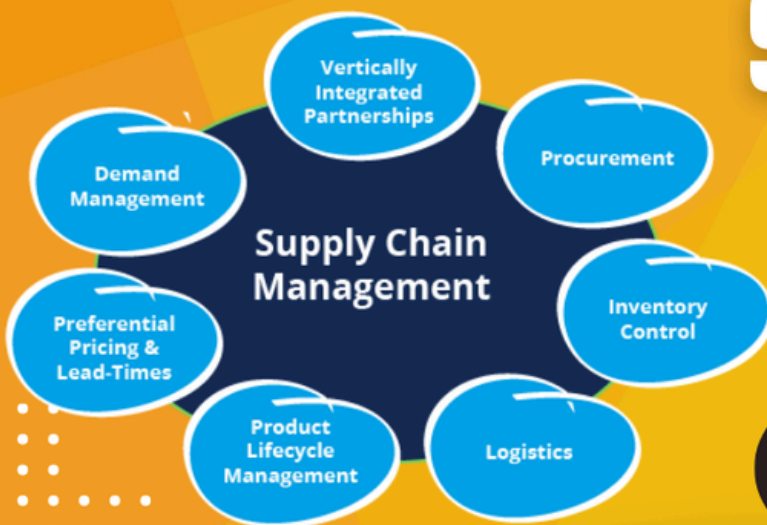 Vertically
Integrated
Partnerships
Procurement
Demand
Management
Supply Chain
Management
Inventory
Control
Preferential
Pricing &
Lead-Times
Product
Lifecycle
Management
Logistics